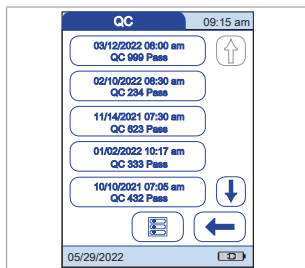 QC
09:15 am
03/12/2022 08:00 am
QC 999 Pass
02/10/2022 08:30 am
QC 234 Pass
11/14/2021 07:30 am
QC 623 Pass
01/02/2022 10:17 am
QC 333 Pass
10/10/2021 07:05 am
QC 432 Pass
05/29/2022